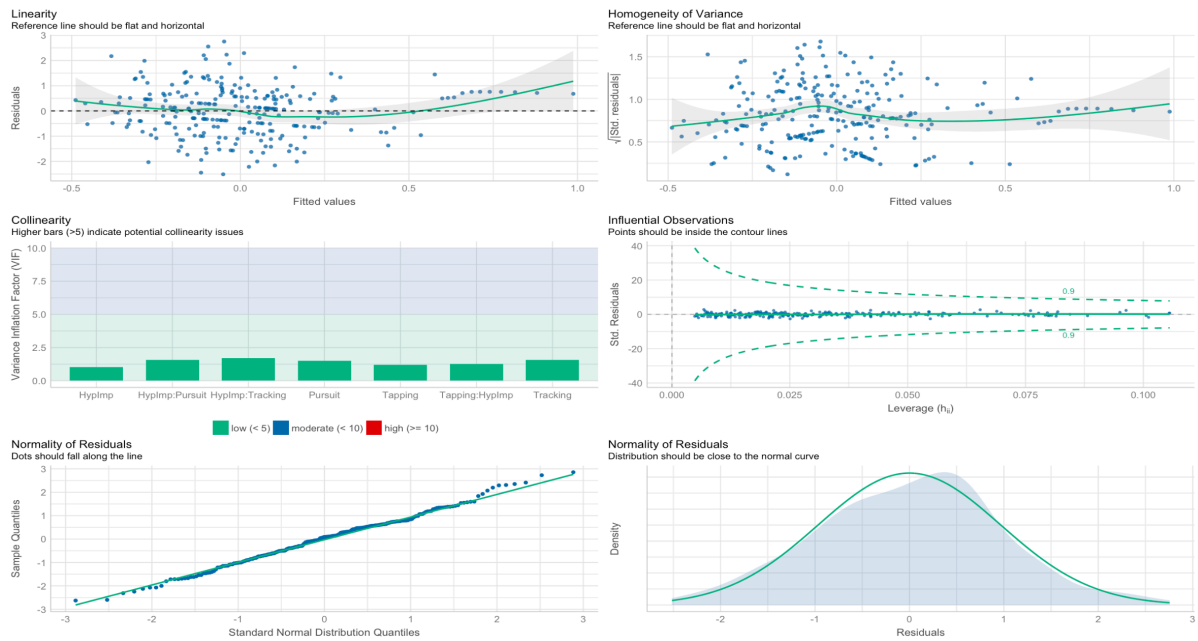 Linearity
Reference line should be flat and horizontal
Residuals
3
2
1
0
-1
-2
-0.5
0.0
0.5
1.0
Fitted values
Homogeneity of Variance
Reference line should be flat and horizontal
√|Std. residuals|
1.5
1.0
0.5
-0.5
0.0
0.5
1.0
Fitted values
Collinearity
Higher bars (>5) indicate potential collinearity issues
Variance Inflation Factor (VIF)
10.0
7.5
5.0
2.5
0.0
HypImp
HypImp:Pursuit
HypImp:Tracking
Pursuit
Tapping
Tapping:HypImp
Tracking
low (< 5)
moderate (< 10)
high (>= 10)
Influential Observations
Points should be inside the contour lines
Std. Residuals
40
20
0
-20
-40
0.9
0.9
0.000
0.025
0.050
0.075
0.100
Leverage (hii)
Normality of Residuals
Dots should fall along the line
Sample Quantiles
3
2
1
0
-1
-2
-3
-3
-2
-1
0
1
2
3
Standard Normal Distribution Quantiles
Normality of Residuals
Distribution should be close to the normal curve
Density
-2
-1
0
1
2
3
Residuals